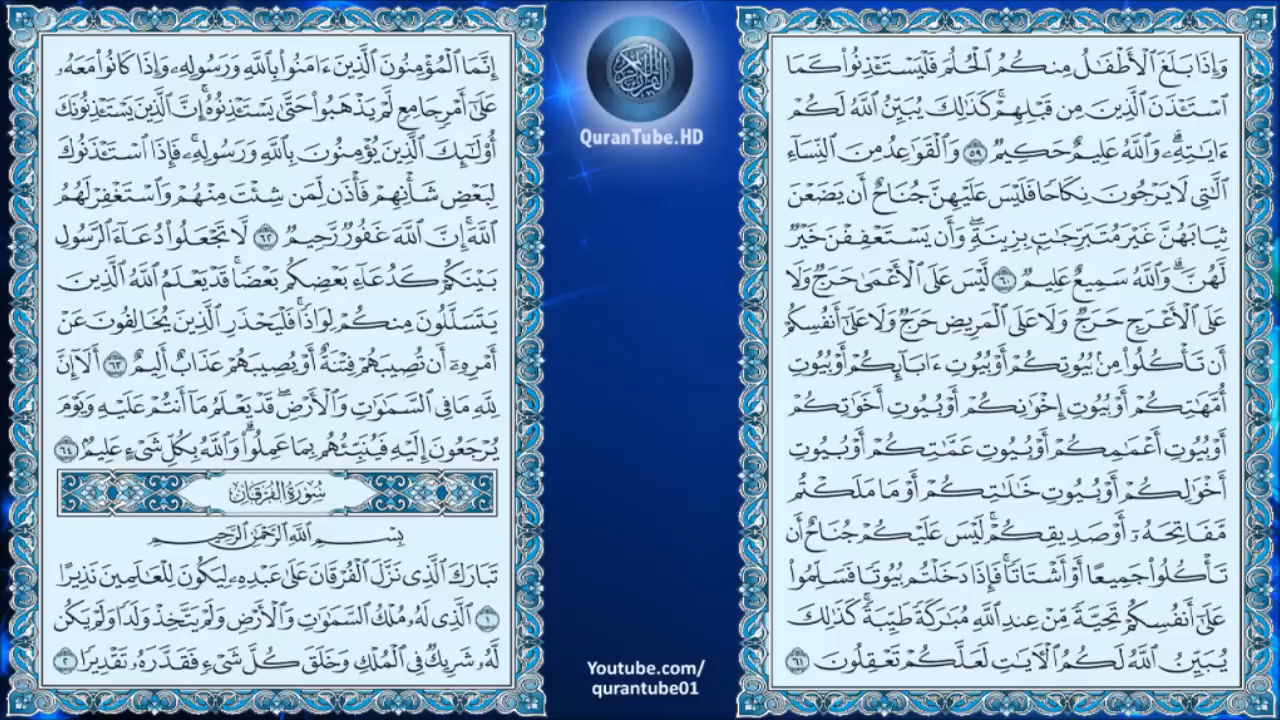 وَإِذَا بَلَغَ ٱلْأَطْفَٰلُ مِنكُمُ ٱلْحُلُمَ فَلْيَسْتَـْٔذِنُوا۟ كَمَا
ٱسْتَـْٔذَنَ ٱلَّذِينَ مِن قَبْلِهِمْ ۚ كَذَٰلِكَ يُبَيِّنُ ٱللَّهُ لَكُمْ
ءَايَٰتِهِۦ ۗ وَٱللَّهُ عَلِيمٌ حَكِيمٌ ٥٩ وَٱلْقَوَٰعِدُ مِنَ ٱلنِّسَآءِ
ٱلَّٰتِى لَا يَرْجُونَ نِكَاحًا فَلَيْسَ عَلَيْهِنَّ جُنَاحٌ أَن يَضَعْنَ
ثِيَابَهُنَّ غَيْرَ مُتَبَرِّجَٰتٍۭ بِزِينَةٍ ۖ وَأَن يَسْتَعْفِفْنَ خَيْرٌ
لَّهُنَّ ۗ وَٱللَّهُ سَمِيعٌ عَلِيمٌ ٦٠ لَّيْسَ عَلَى ٱلْأَعْمَىٰ حَرَجٌ وَلَا
عَلَى ٱلْأَعْرَجِ حَرَجٌ وَلَا عَلَى ٱلْمَرِيضِ حَرَجٌ وَلَا عَلَىٰٓ أَنفُسِكُمْ
أَن تَأْكُلُوا۟ مِنۢ بُيُوتِكُمْ أَوْ بُيُوتِ ءَابَآئِكُمْ أَوْ بُيُوتِ
أُمَّهَٰتِكُمْ أَوْ بُيُوتِ إِخْوَٰنِكُمْ أَوْ بُيُوتِ أَخَوَٰتِكُمْ
أَوْ بُيُوتِ أَعْمَٰمِكُمْ أَوْ بُيُوتِ عَمَّٰتِكُمْ أَوْ بُيُوتِ
أَخْوَٰلِكُمْ أَوْ بُيُوتِ خَٰلَٰتِكُمْ أَوْ مَا مَلَكْتُم
مَّفَاتِحَهُۥٓ أَوْ صَدِيقِكُمْ ۚ لَيْسَ عَلَيْكُمْ جُنَاحٌ أَن
تَأْكُلُوا۟ جَمِيعًا أَوْ أَشْتَاتًا ۚ فَإِذَا دَخَلْتُم بُيُوتًا فَسَلِّمُوا۟
عَلَىٰٓ أَنفُسِكُمْ تَحِيَّةً مِّنْ عِندِ ٱللَّهِ مُبَٰرَكَةً طَيِّبَةً ۚ كَذَٰلِكَ
يُبَيِّنُ ٱللَّهُ لَكُمُ ٱلْءَايَٰتِ لَعَلَّكُمْ تَعْقِلُونَ ٦١
القرآن الكريم
QuranTube.HD
Youtube.com/
qurantube01
إِنَّمَا ٱلْمُؤْمِنُونَ ٱلَّذِينَ ءَامَنُوا۟ بِٱللَّهِ وَرَسُولِهِۦ وَإِذَا كَانُوا۟ مَعَهُۥ
عَلَىٰٓ أَمْرٍ جَامِعٍ لَّمْ يَذْهَبُوا۟ حَتَّىٰ يَسْتَـْٔذِنُوهُ ۚ إِنَّ ٱلَّذِينَ يَسْتَـْٔذِنُونَكَ
أُو۟لَٰٓئِكَ ٱلَّذِينَ يُؤْمِنُونَ بِٱللَّهِ وَرَسُولِهِۦ ۚ فَإِذَا ٱسْتَـْٔذَنُوكَ
لِبَعْضِ شَأْنِهِمْ فَأْذَن لِّمَن شِئْتَ مِنْهُمْ وَٱسْتَغْفِرْ لَهُمُ
ٱللَّهَ ۚ إِنَّ ٱللَّهَ غَفُورٌ رَّحِيمٌ ٦٢ لَّا تَجْعَلُوا۟ دُعَآءَ ٱلرَّسُولِ
بَيْنَكُمْ كَدُعَآءِ بَعْضِكُم بَعْضًا ۚ قَدْ يَعْلَمُ ٱللَّهُ ٱلَّذِينَ
يَتَسَلَّلُونَ مِنكُمْ لِوَاذًا ۚ فَلْيَحْذَرِ ٱلَّذِينَ يُخَالِفُونَ عَنْ
أَمْرِهِۦٓ أَن تُصِيبَهُمْ فِتْنَةٌ أَوْ يُصِيبَهُمْ عَذَابٌ أَلِيمٌ ٦٣ أَلَآ إِنَّ
لِلَّهِ مَا فِى ٱلسَّمَٰوَٰتِ وَٱلْأَرْضِ ۖ قَدْ يَعْلَمُ مَآ أَنتُمْ عَلَيْهِ وَيَوْمَ
يُرْجَعُونَ إِلَيْهِ فَيُنَبِّئُهُم بِمَا عَمِلُوا۟ ۗ وَٱللَّهُ بِكُلِّ شَىْءٍ عَلِيمٌۢ ٦٤
سُورَةُ الفُرْقَانِ
بِسْمِ ٱللَّهِ ٱلرَّحْمَٰنِ ٱلرَّحِيمِ
تَبَارَكَ ٱلَّذِى نَزَّلَ ٱلْفُرْقَانَ عَلَىٰ عَبْدِهِۦ لِيَكُونَ لِلْعَٰلَمِينَ نَذِيرًا
١ ٱلَّذِى لَهُۥ مُلْكُ ٱلسَّمَٰوَٰتِ وَٱلْأَرْضِ وَلَمْ يَتَّخِذْ وَلَدًا وَلَمْ يَكُن
لَّهُۥ شَرِيكٌ فِى ٱلْمُلْكِ وَخَلَقَ كُلَّ شَىْءٍ فَقَدَّرَهُۥ تَقْدِيرًا ٢